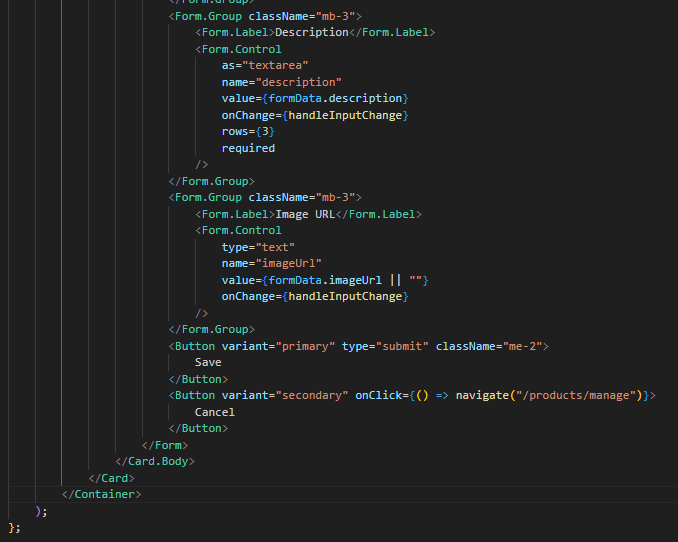 </Form.Group>
<Form.Group className="mb-3">
<Form.Label>Description</Form.Label>
<Form.Control
as="textarea"
name="description"
value={formData.description}
onChange={handleInputChange}
rows={3}
required
/>
</Form.Group>
<Form.Group className="mb-3">
<Form.Label>Image URL</Form.Label>
<Form.Control
type="text"
name="imageUrl"
value={formData.imageUrl || ""}
onChange={handleInputChange}
/>
</Form.Group>
<Button variant="primary" type="submit" className="me-2">
Save
</Button>
<Button variant="secondary" onClick={() => navigate("/products/manage")}>
Cancel
</Button>
</Form>
</Card.Body>
</Card>
</Container>
);
};